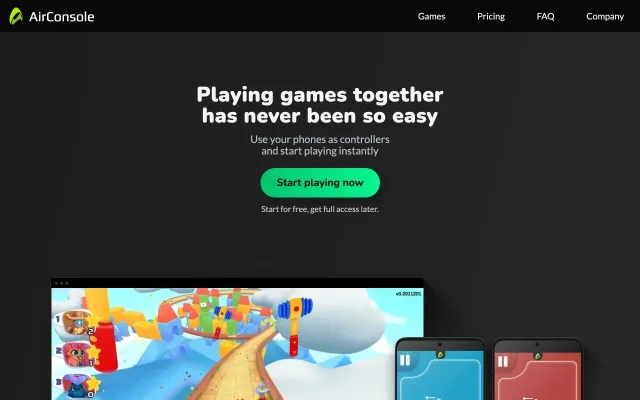 AirConsole
Games
Pricing
FAQ
Company
Playing games together
has never been so easy
Use your phones as controllers
and start playing instantly
Start playing now
Start for free, get full access later.
v0.2011201
1
2
2
1
3
0